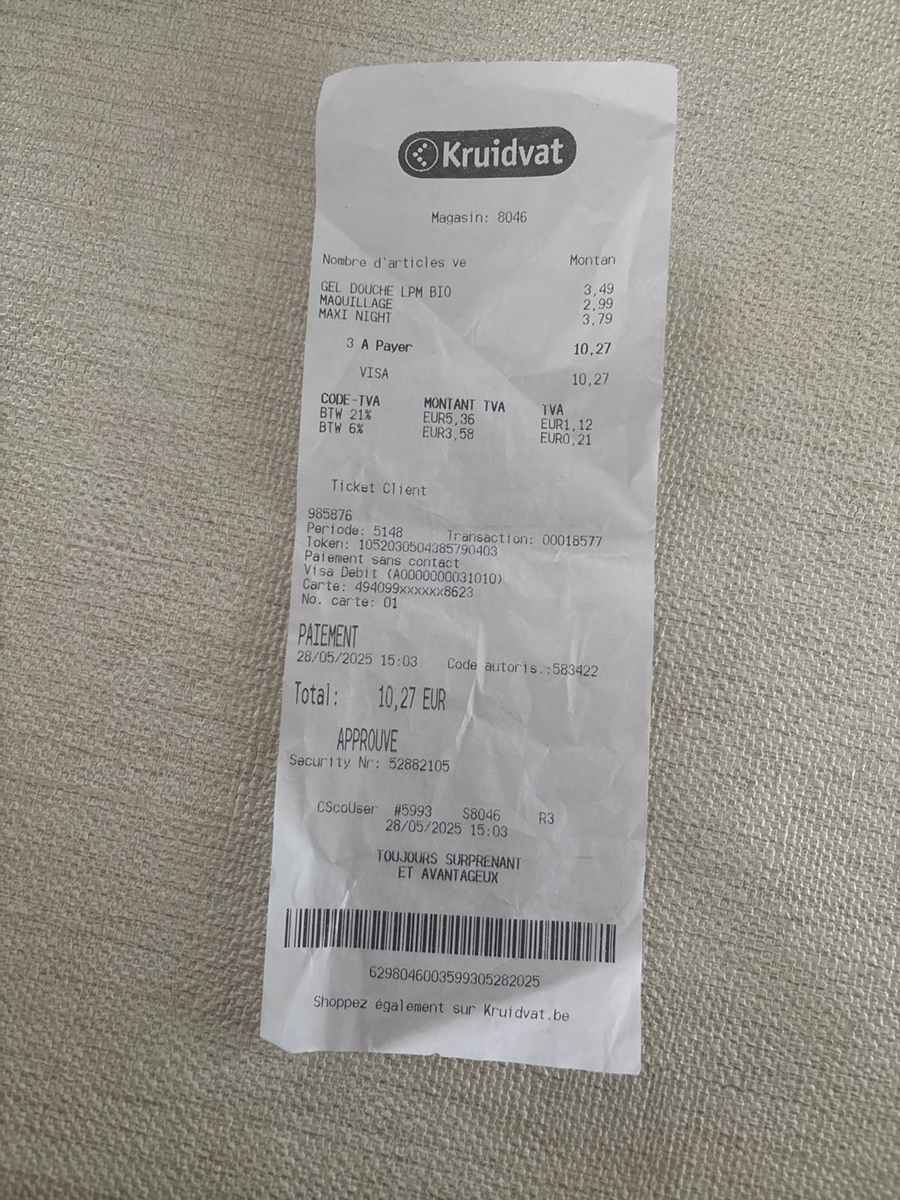 Kruidvat
Magasin: 8046
Nombre d'articles ve Montan
GEL DOUCHE LPM BIO 3,49
MAQUILLAGE 2,99
MAXI NIGHT 3,79
3 A Payer 10,27
VISA 10,27
CODE-TVA MONTANT TVA TVA
BTW 21% EUR5,36 EUR1,12
BTW 6% EUR3,58 EUR0,21
Ticket Client
985876
Periode: 5148 Transaction: 00018577
Token: 1052030504385790403
Paiement sans contact
Visa Debit (A0000000031010)
Carte: 494099xxxxxx8623
No. carte: 01
PAIEMENT
28/05/2025 15:03 Code autoris.:583422
Total: 10,27 EUR
APPROUVE
Security Nr: 52882105
CScoUser #5993 S8046 R3
28/05/2025 15:03
TOUJOURS SURPRENANT
ET AVANTAGEUX
6298046003599305282025
Shoppez également sur Kruidvat.be